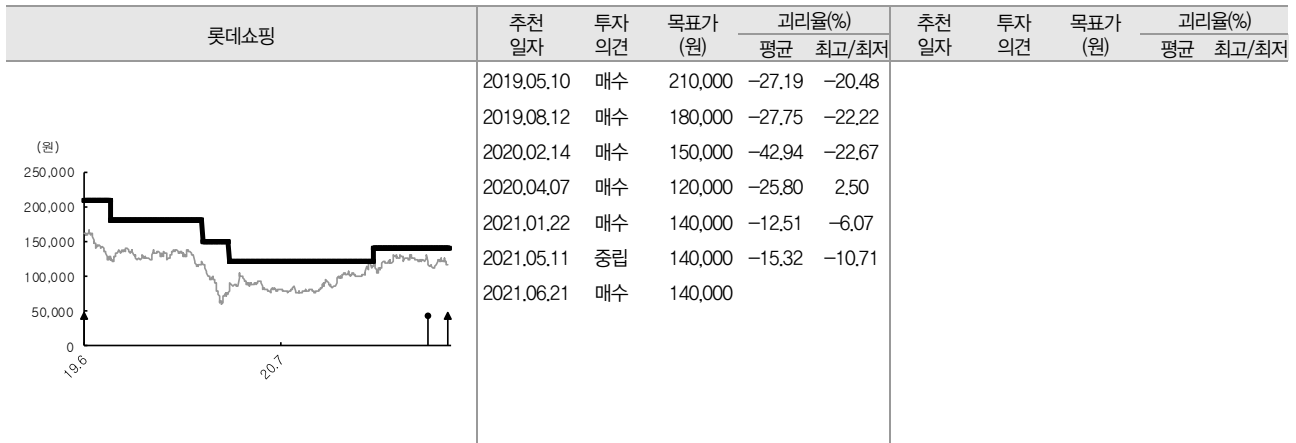 롯데쇼핑
추천 일자 투자 의견 목표가 (원) 괴리율(%) 평균 최고/최저 추천 일자 투자 의견 목표가 (원) 괴리율(%) 평균 최고/최저
2019.05.10 매수 210,000 -27.19 -20.48
2019.08.12 매수 180,000 -27.75 -22.22
2020.02.14 매수 150,000 -42.94 -22.67
2020.04.07 매수 120,000 -25.80 2.50
2021.01.22 매수 140,000 -12.51 -6.07
2021.05.11 중립 140,000 -15.32 -10.71
2021.06.21 매수 140,000
(원)
250,000
200,000
150,000
100,000
50,000
0
19.6 20.7